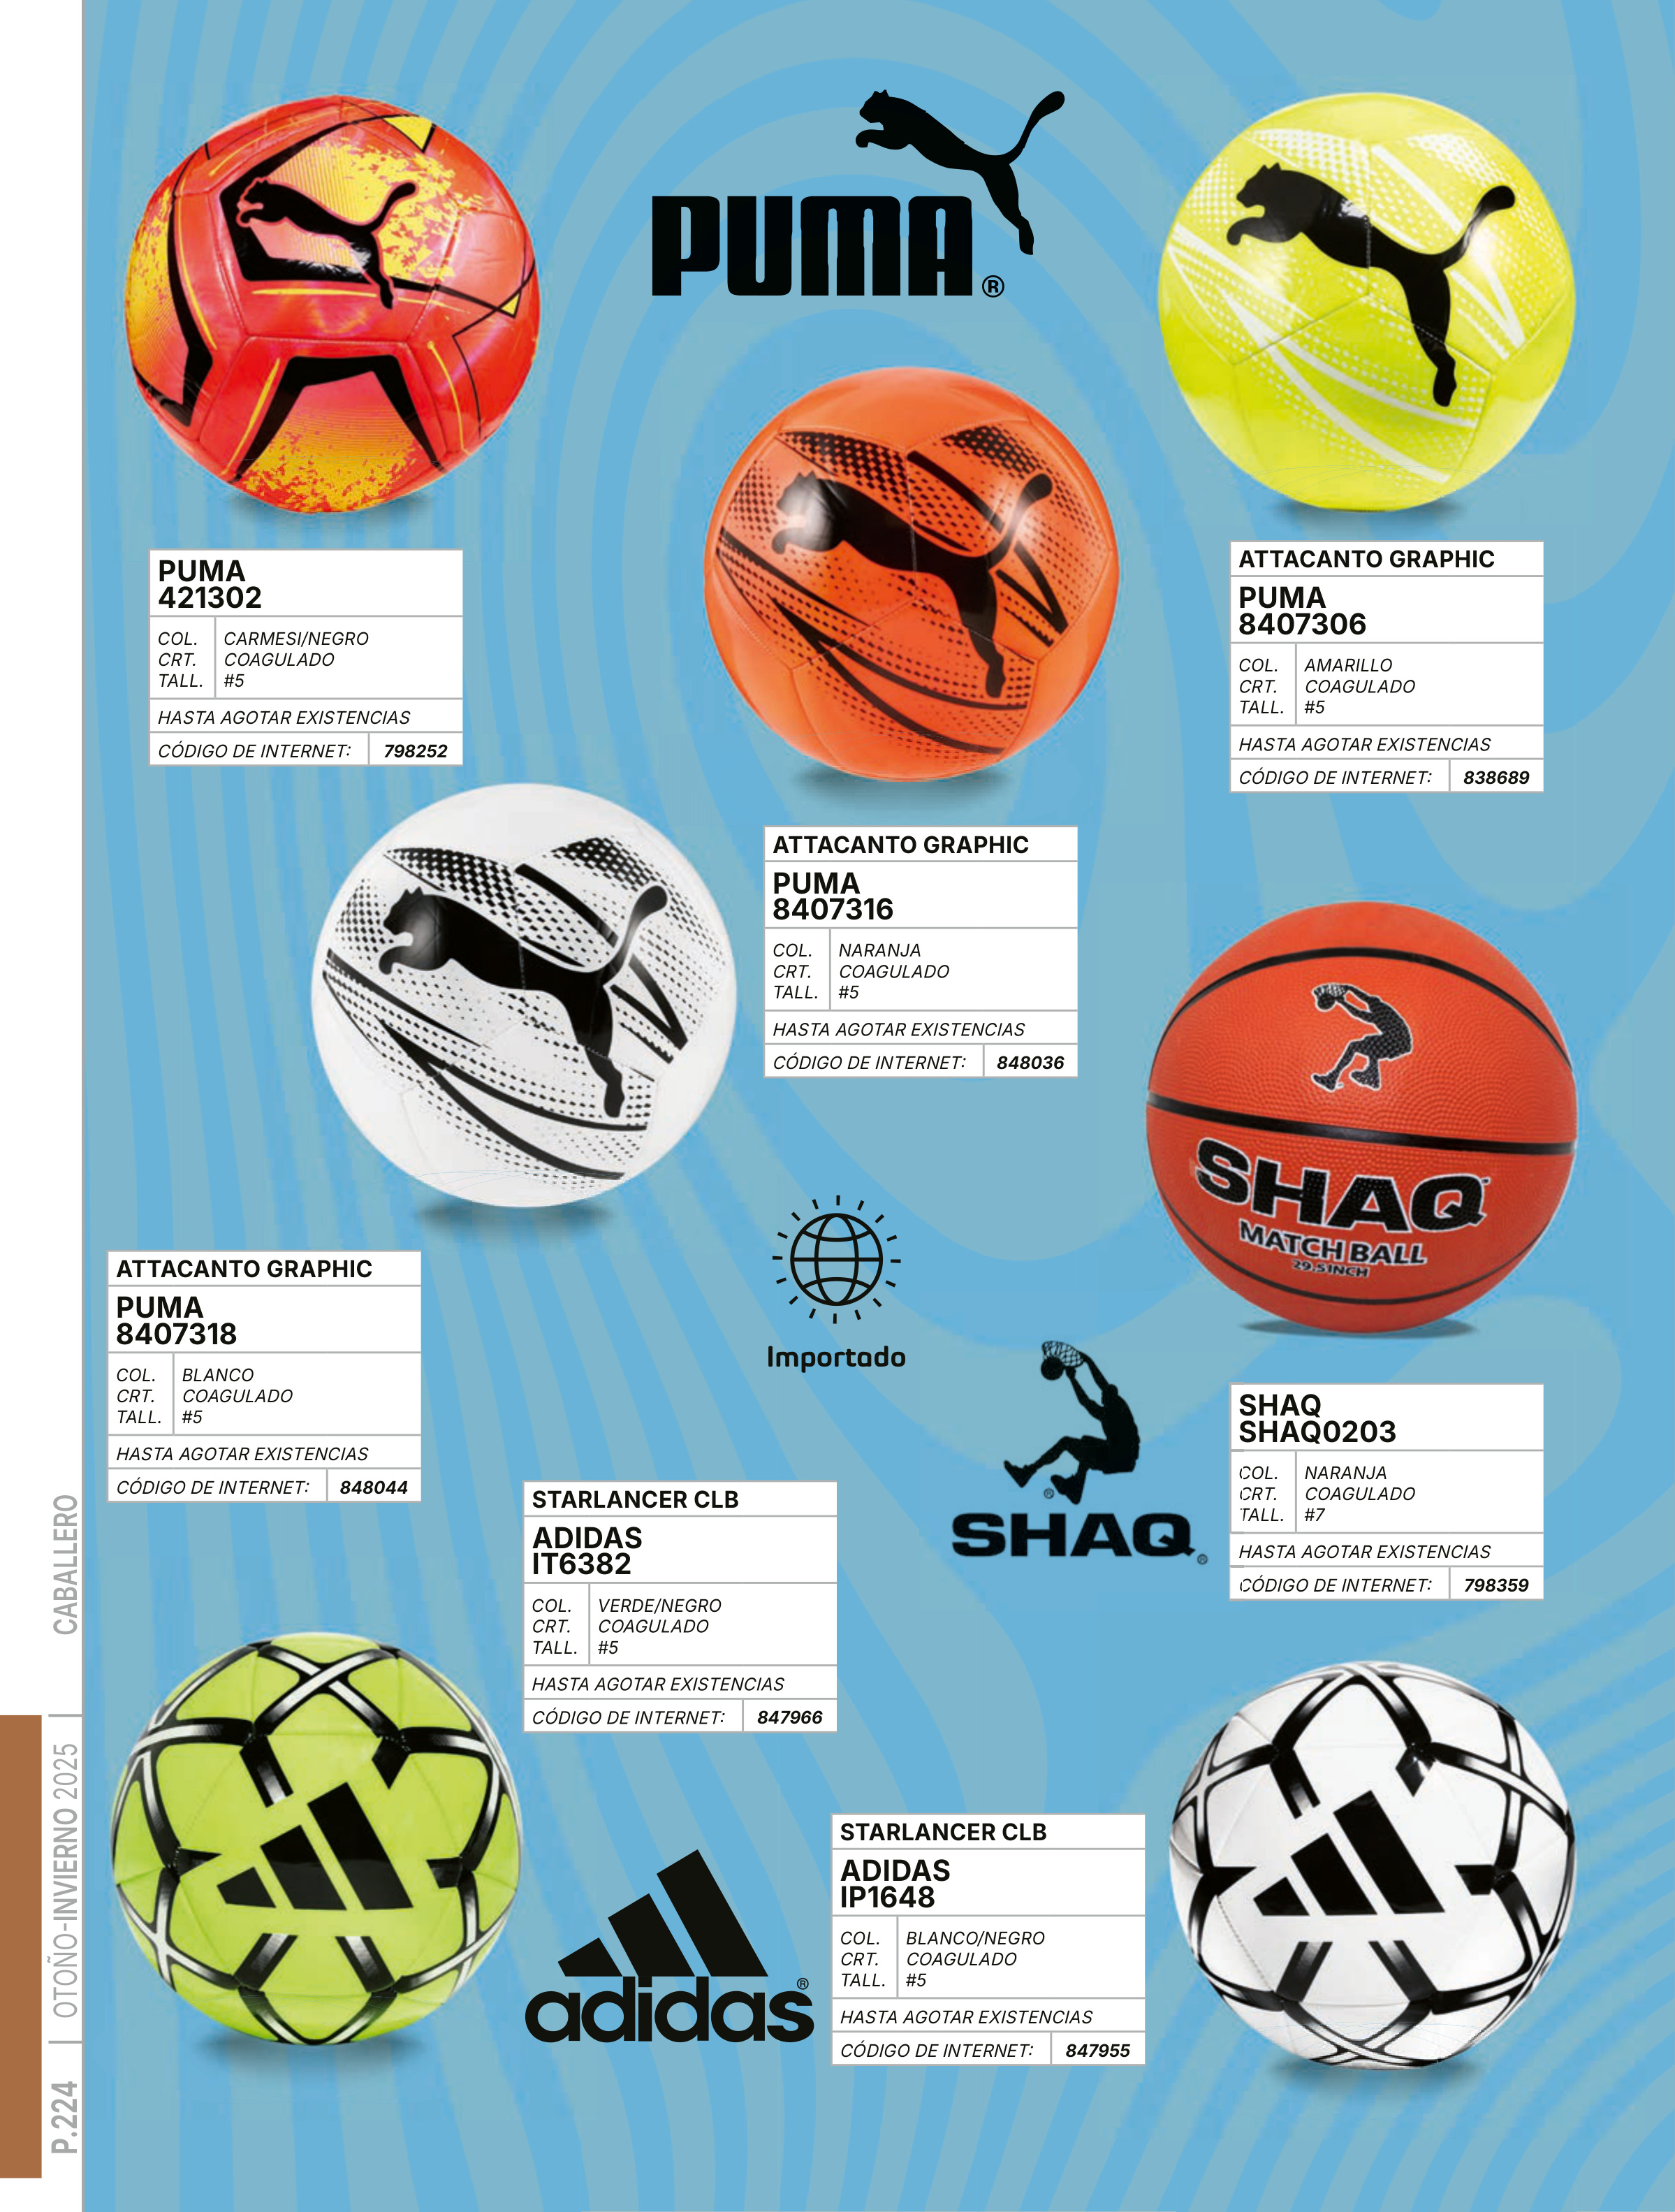 PUMA
®
PUMA
421302
COL. CARMESI/NEGRO
CRT. COAGULADO
TALL. #5
HASTA AGOTAR EXISTENCIAS
CÓDIGO DE INTERNET: 798252
ATTACANTO GRAPHIC
PUMA
8407306
COL. AMARILLO
CRT. COAGULADO
TALL. #5
HASTA AGOTAR EXISTENCIAS
CÓDIGO DE INTERNET: 838689
ATTACANTO GRAPHIC
PUMA
8407316
COL. NARANJA
CRT. COAGULADO
TALL. #5
HASTA AGOTAR EXISTENCIAS
CÓDIGO DE INTERNET: 848036
SHAQ
MATCH BALL
29.5INCH
Importado
ATTACANTO GRAPHIC
PUMA
8407318
COL. BLANCO
CRT. COAGULADO
TALL. #5
HASTA AGOTAR EXISTENCIAS
CÓDIGO DE INTERNET: 848044
®
SHAQ®
SHAQ
SHAQ0203
COL. NARANJA
CRT. COAGULADO
TALL. #7
HASTA AGOTAR EXISTENCIAS
CÓDIGO DE INTERNET: 798359
STARLANCER CLB
ADIDAS
IT6382
COL. VERDE/NEGRO
CRT. COAGULADO
TALL. #5
HASTA AGOTAR EXISTENCIAS
CÓDIGO DE INTERNET: 847966
adidas®
STARLANCER CLB
ADIDAS
IP1648
COL. BLANCO/NEGRO
CRT. COAGULADO
TALL. #5
HASTA AGOTAR EXISTENCIAS
CÓDIGO DE INTERNET: 847955
P.224 | OTOÑO-INVIERNO 2025 | CABALLERO